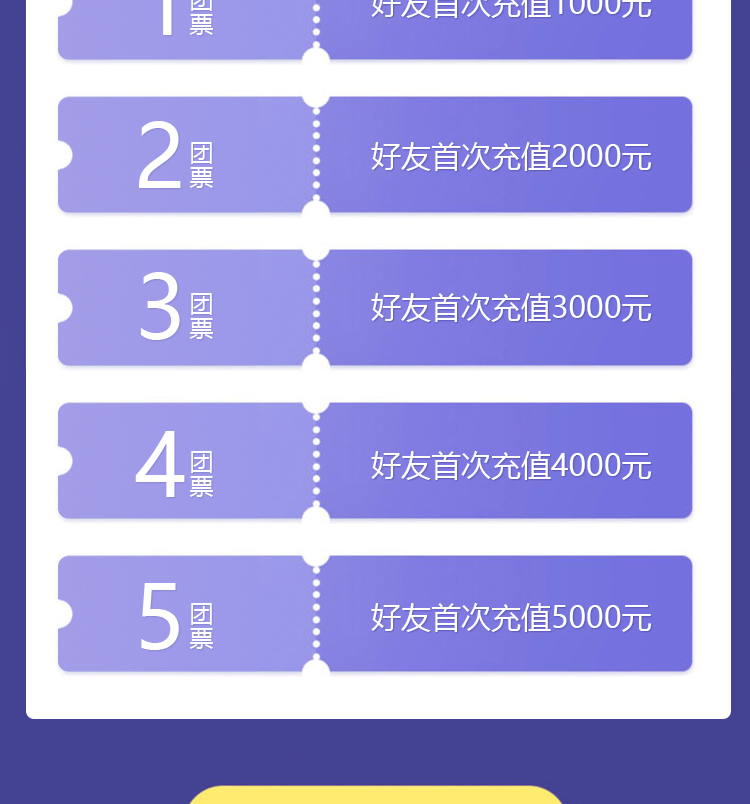 1
团
票
好友首次充值1000元
2
团
票
好友首次充值2000元
3
团
票
好友首次充值3000元
4
团
票
好友首次充值4000元
5
团
票
好友首次充值5000元